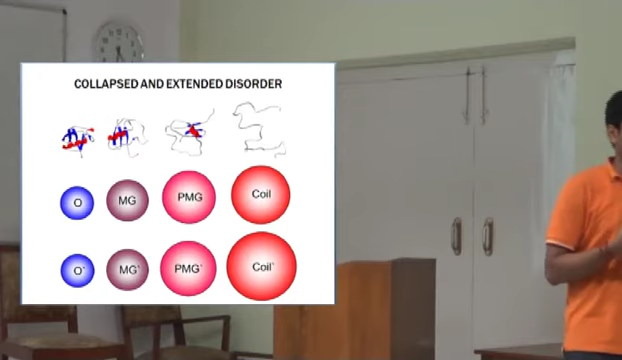 COLLAPSED AND EXTENDED DISORDER
O MG PMG Coil
O' MG' PMG' Coil'